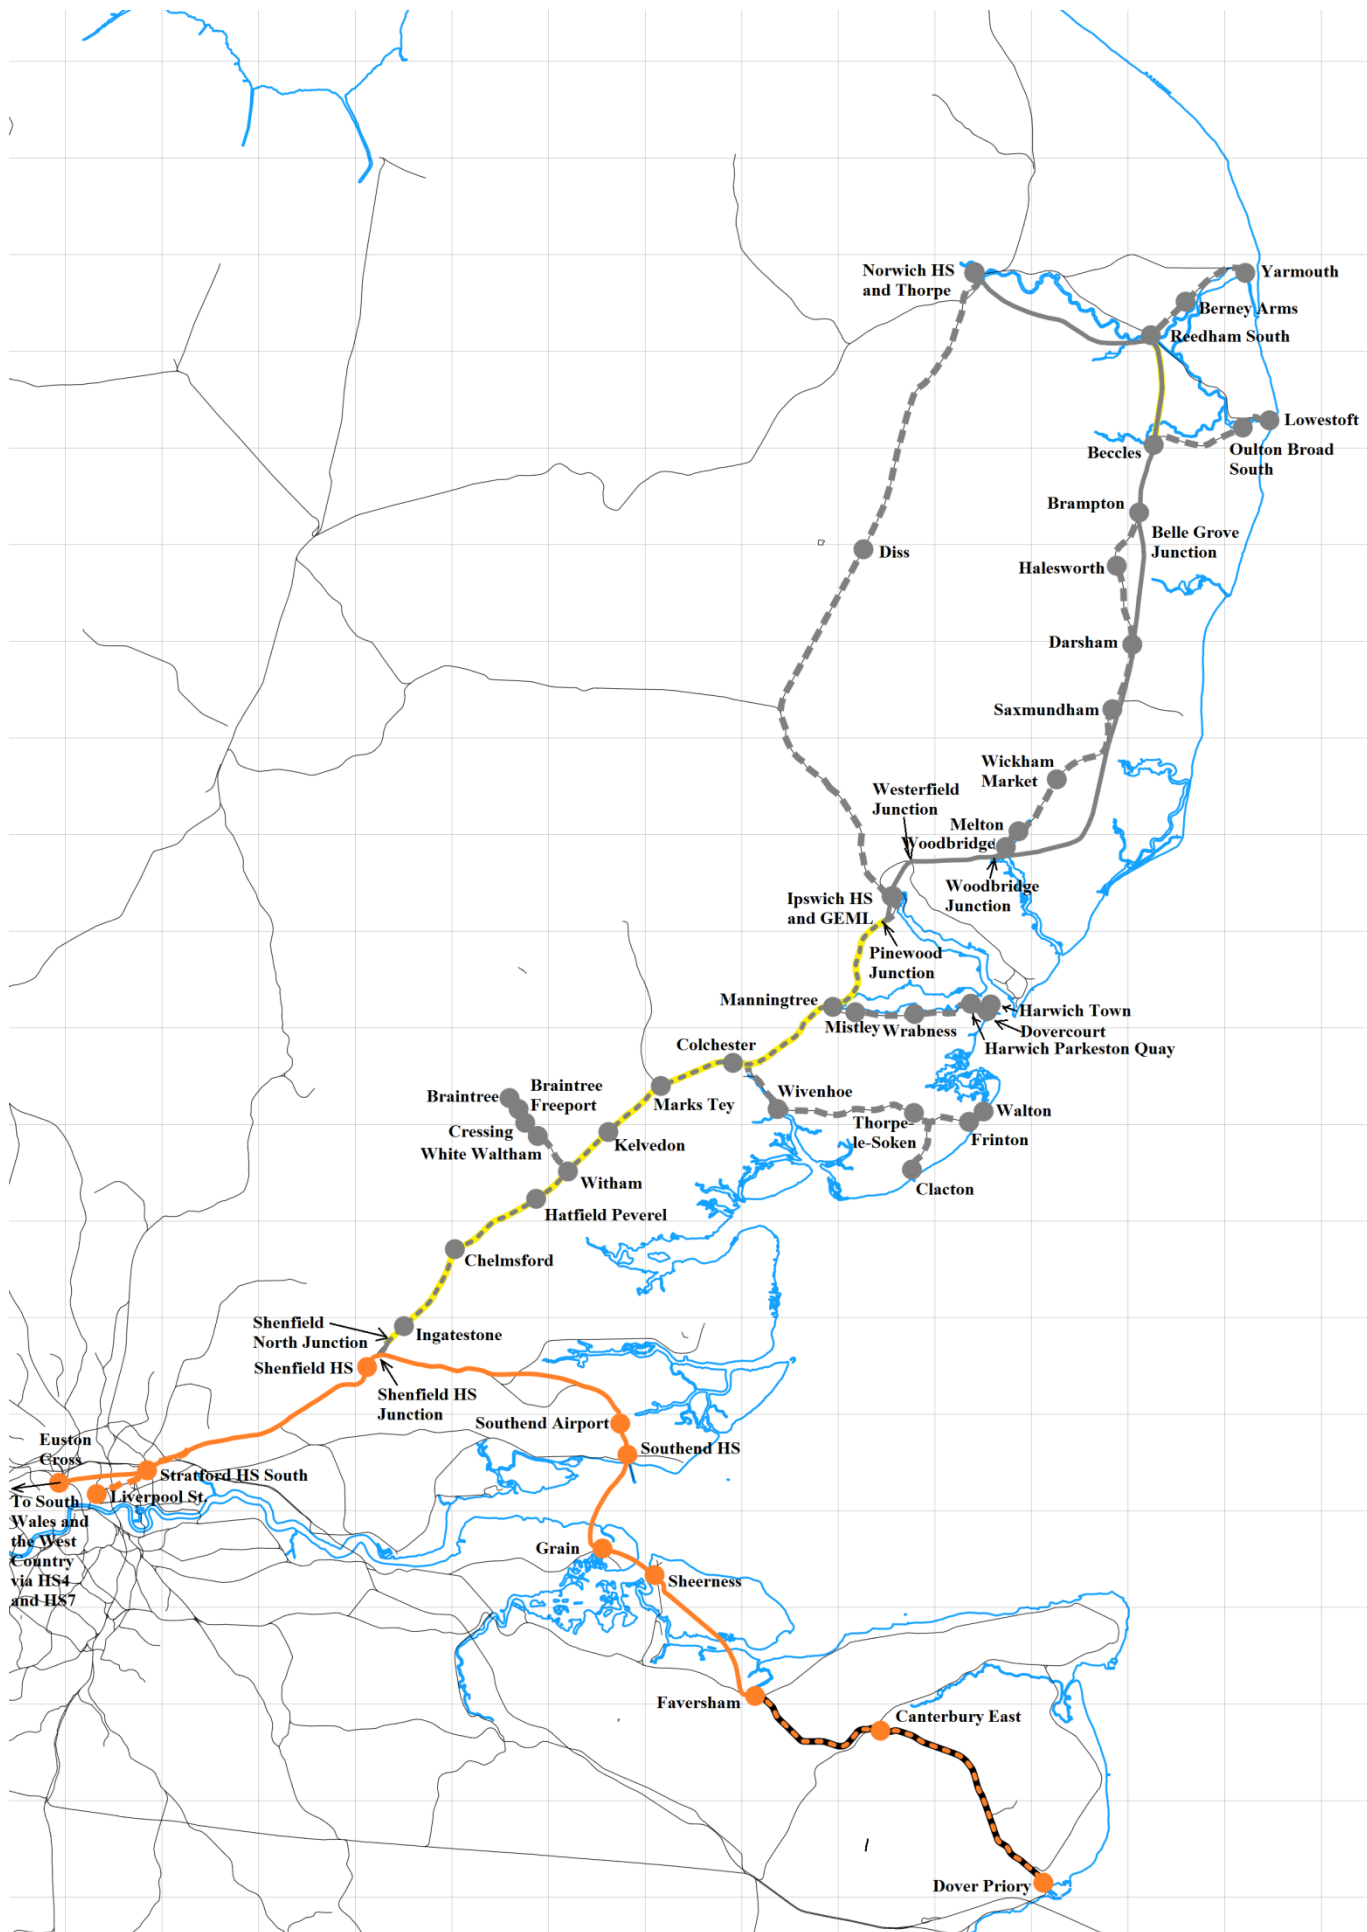 Norwich HS
and Thorpe
Yarmouth
Berney Arms
Reedham South
Lowestoft
Oulton Broad
South
Beccles
Brampton
Belle Grove
Junction
Diss
Halesworth
Darsham
Saxmundham
Wickham
Market
Westerfield
Junction
Melton
Woodbridge
Woodbridge
Junction
Ipswich HS
and GEML
Pinewood
Junction
Manningtree
Mistley
Wrabness
Harwich Town
Dovercourt
Harwich Parkeston Quay
Colchester
Marks Tey
Wivenhoe
Walton
Thorpe-
le-Soken
Frinton
Clacton
Braintree
Braintree
Freeport
Cressing
White Waltham
Kelvedon
Witham
Hatfield Peverel
Chelmsford
Shenfield
North Junction
Ingatestone
Shenfield HS
Shenfield HS
Junction
Southend Airport
Southend HS
Euston
Cross
Stratford HS South
Liverpool St.
To South
Wales and
the West
Country
via HS4
and HS7
Grain
Sheerness
Faversham
Canterbury East
Dover Priory